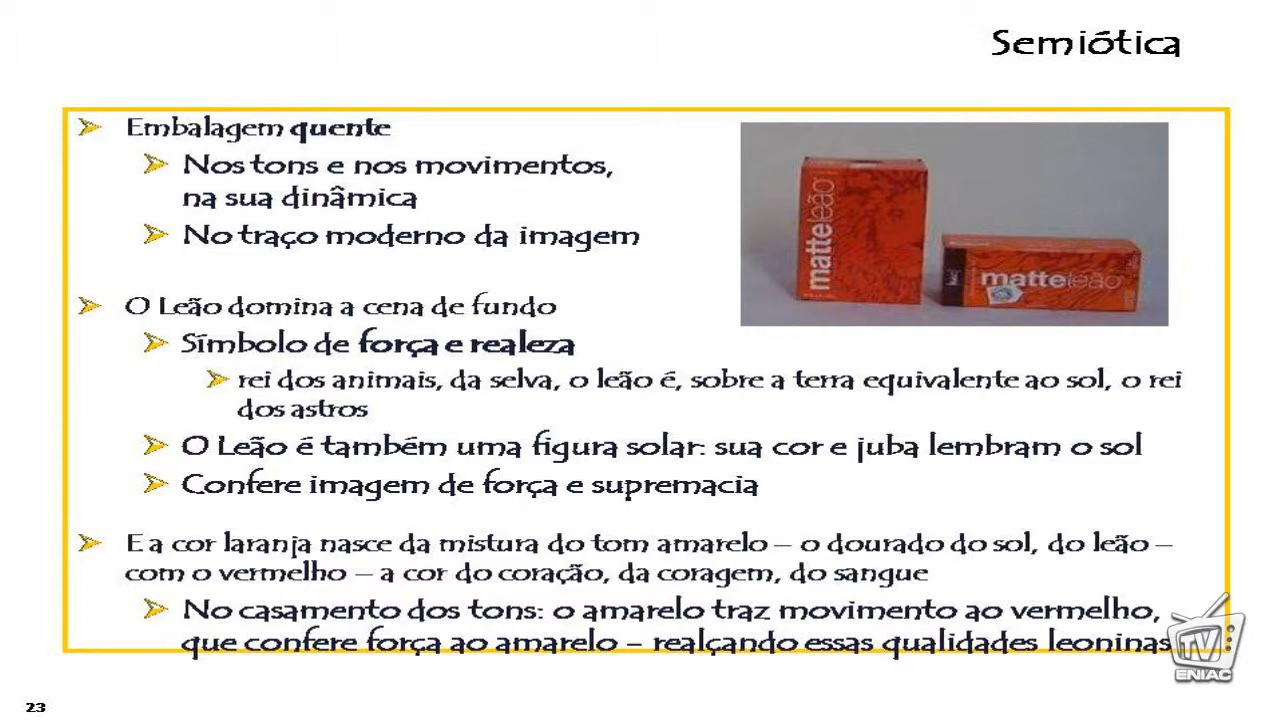 Semiótica
Embalagem quente
Nos tons e nos movimentos,
na sua dinâmica
No traço moderno da imagem
matteleão
matteleão
O Leão domina a cena de fundo
Símbolo de força e realeza
rei dos animais, da selva, o leão é, sobre a terra equivalente ao sol, o rei
dos astros
O Leão é também uma figura solar: sua cor e juba lembram o sol
Confere imagem de força e supremacia
E a cor laranja nasce da mistura do tom amarelo – o dourado do sol, do leão –
com o vermelho – a cor do coração, da coragem, do sangue
No casamento dos tons: o amarelo traz movimento ao vermelho,
que confere força ao amarelo – realçando essas qualidades leoninas
TV
ENIAC
23